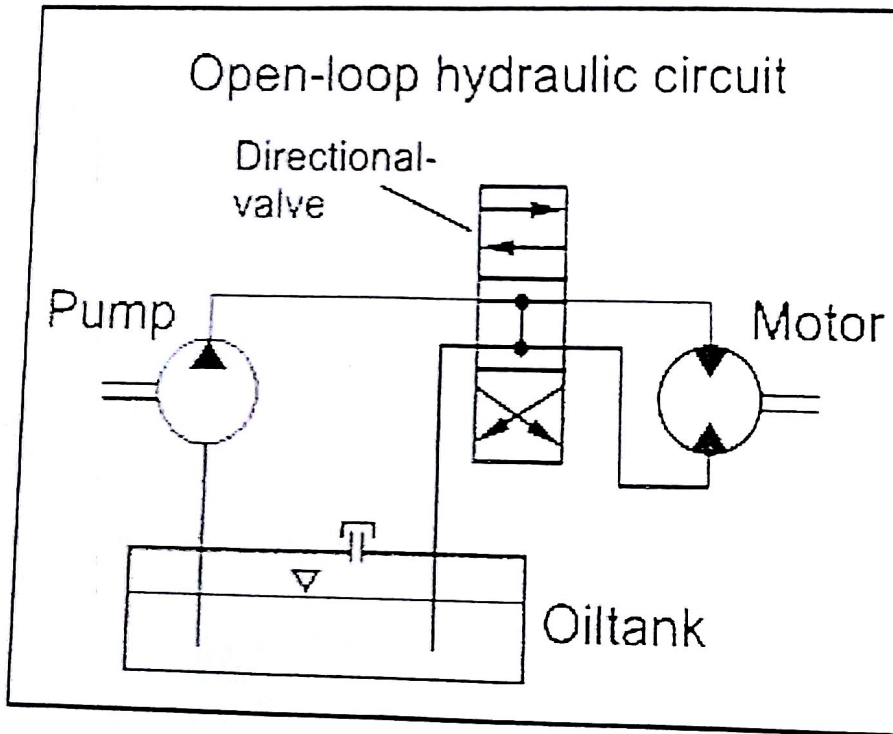 Open-loop hydraulic circuit
Directional-
valve
Pump
Motor
Oiltank